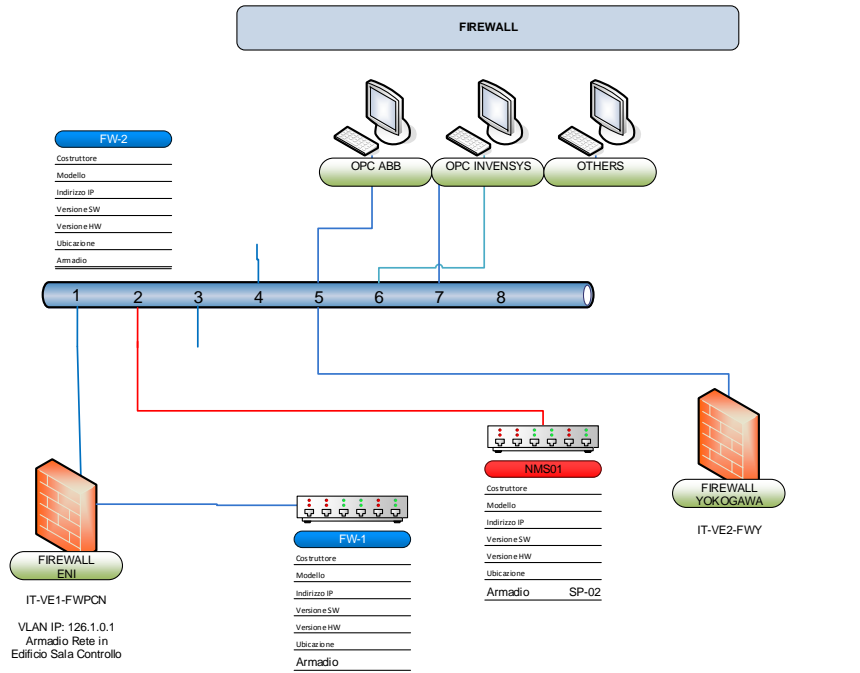 FIREWALL
FW-2
Costruttore
Modello
Indirizzo IP
Versione SW
Versione HW
Ubicazione
Armadio
OPC ABB
OPC INVENSYS
OTHERS
1 2 3 4 5 6 7 8
FIREWALL
ENI
IT-VE1-FWPCN
VLAN IP: 126.1.0.1
Armadio Rete in
Edificio Sala Controllo
FW-1
Costruttore
Modello
Indirizzo IP
Versione SW
Versione HW
Ubicazione
Armadio
NMS01
Costruttore
Modello
Indirizzo IP
Versione SW
Versione HW
Ubicazione
Armadio SP-02
FIREWALL
YOKOGAWA
IT-VE2-FWY